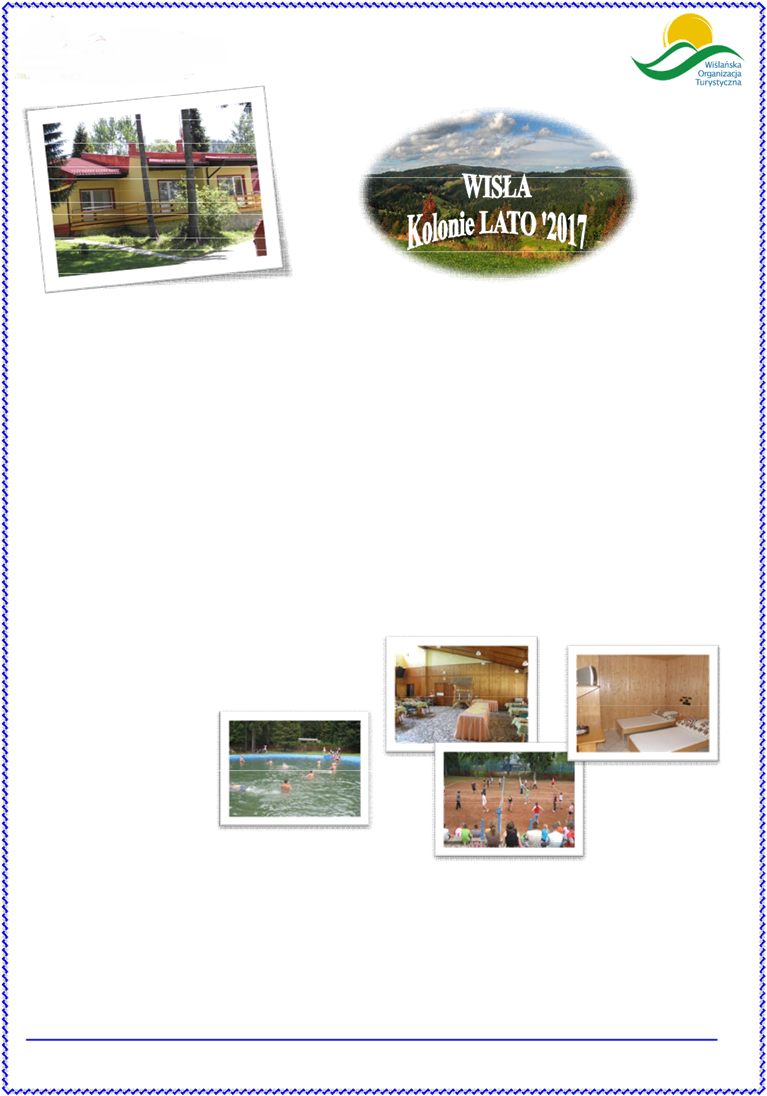 Wiślańska
Organizacja
Turystyczna
WISŁA
Kolonie LATO '2017